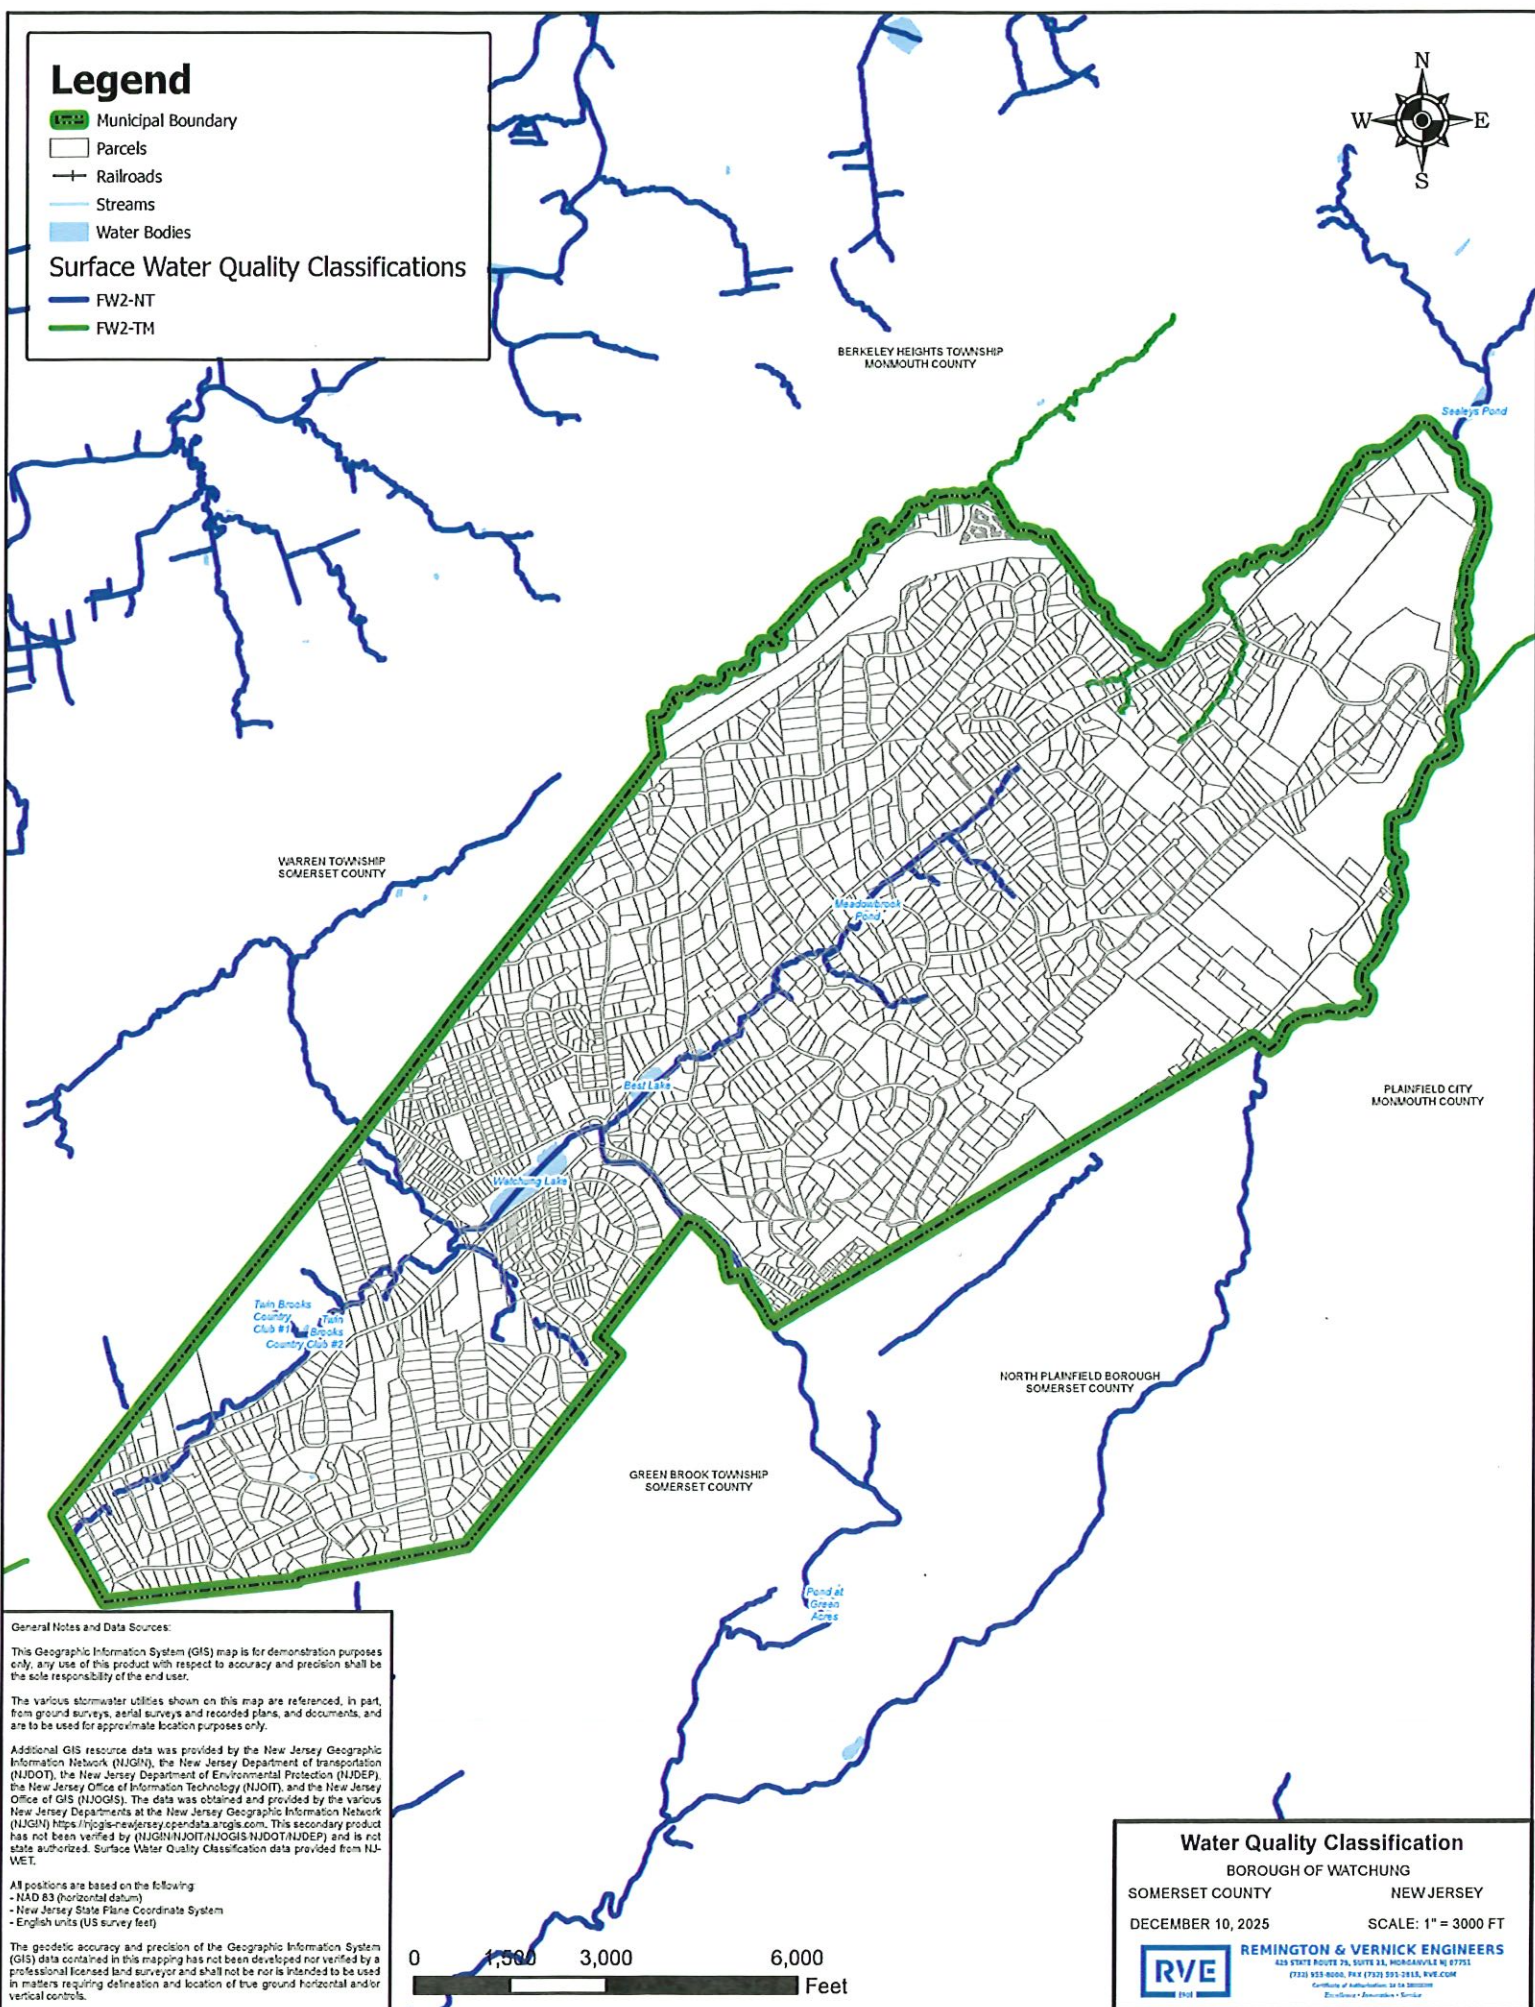 Legend
Municipal Boundary
Parcels
Railroads
Streams
Water Bodies
Surface Water Quality Classifications
FW2-NT
FW2-TM
N
W
E
S
BERKELEY HEIGHTS TOWNSHIP
MONMOUTH COUNTY
Seeleys Pond
WARREN TOWNSHIP
SOMERSET COUNTY
Meadowbrook
Pond
Best Lake
PLAINFIELD CITY
MONMOUTH COUNTY
Watchung Lake
Twin Brooks
Country
Club #1
Twin
Brooks
Country Club #2
NORTH PLAINFIELD BOROUGH
SOMERSET COUNTY
GREEN BROOK TOWNSHIP
SOMERSET COUNTY
Pond at
Green
Acres
General Notes and Data Sources:
This Geographic Information System (GIS) map is for demonstration purposes
only, any use of this product with respect to accuracy and precision shall be
the sole responsibility of the end user.
The various stormwater utilities shown on this map are referenced, in part,
from ground surveys, aerial surveys and recorded plans, and documents, and
are to be used for approximate location purposes only.
Additional GIS resource data was provided by the New Jersey Geographic
Information Network (NJGIN), the New Jersey Department of transportation
(NJDOT), the New Jersey Department of Environmental Protection (NJDEP),
the New Jersey Office of Information Technology (NJOIT), and the New Jersey
Office of GIS (NJOGIS). The data was obtained and provided by the various
New Jersey Departments at the New Jersey Geographic Information Network
(NJGIN) https://njogis-newjersey.opendata.arcgis.com. This secondary product
has not been verified by (NJGIN/NJOIT/NJOGIS/NJDOT/NJDEP) and is not
state authorized. Surface Water Quality Classification data provided from NJ-
WET.
All positions are based on the following:
- NAD 83 (horizontal datum)
- New Jersey State Plane Coordinate System
- English units (US survey feet)
The geodetic accuracy and precision of the Geographic Information System
(GIS) data contained in this mapping has not been developed nor verified by a
professional licensed land surveyor and shall not be nor is intended to be used
in matters requiring delineation and location of true ground horizontal and/or
vertical controls.
0 1,500 3,000 6,000
Feet
Water Quality Classification
BOROUGH OF WATCHUNG
SOMERSET COUNTY NEW JERSEY
DECEMBER 10, 2025 SCALE: 1" = 3000 FT
RVE
REMINGTON & VERNICK ENGINEERS
Excellence • Innovation • Service